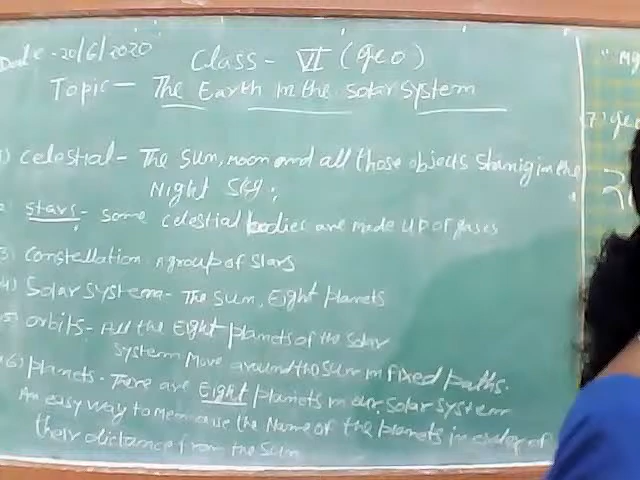 Date - 20/6/2020
Class - VI (Geo)
Topic - The Earth In the solar system
1) Celestial - The Sun, Moon and all those objects Shinig in the
Night Sky.
Stars - Some celestial bodies are made up of gases
3) Constellation A group of stars
4) Solar System - The Sun, Eight planets
5) Orbits - All the Eight planets of the Solar
System Move around the Sun in Fixed paths.
6) planets - There are Eight planets in our Solar System
An easy way to the Name of the planets in order of
their distance from the Sun